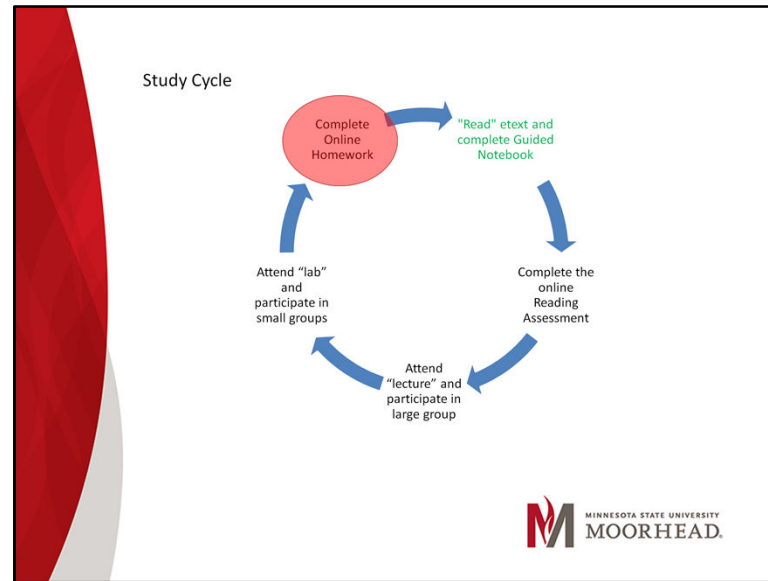 Study Cycle
Complete
Online
Homework
"Read" etext and
complete Guided
Notebook
Complete the
online
Reading
Assessment
Attend
"lecture" and
participate in
large group
Attend “lab”
and
participate in
small groups
MINNESOTA STATE UNIVERSITY
MOORHEAD.